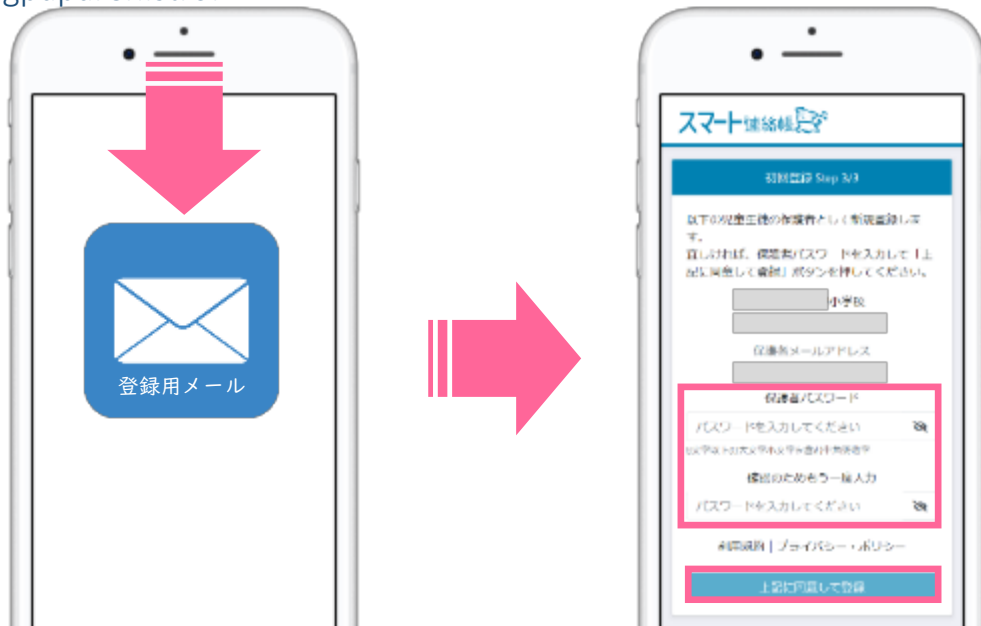 登録用メール
スマート連絡帳
初回登録 Step 3/3
以下の児童生徒の保護者として新規登録しま
す。
宜しければ、保護者パスワードを入力して「上
記に同意して登録」ボタンを押してください。
小学校
保護者メールアドレス
保護者パスワード
パスワードを入力してください
確認のためもう一度入力
パスワードを入力してください
利用規約 | プライバシー・ポリシー
上記に同意して登録